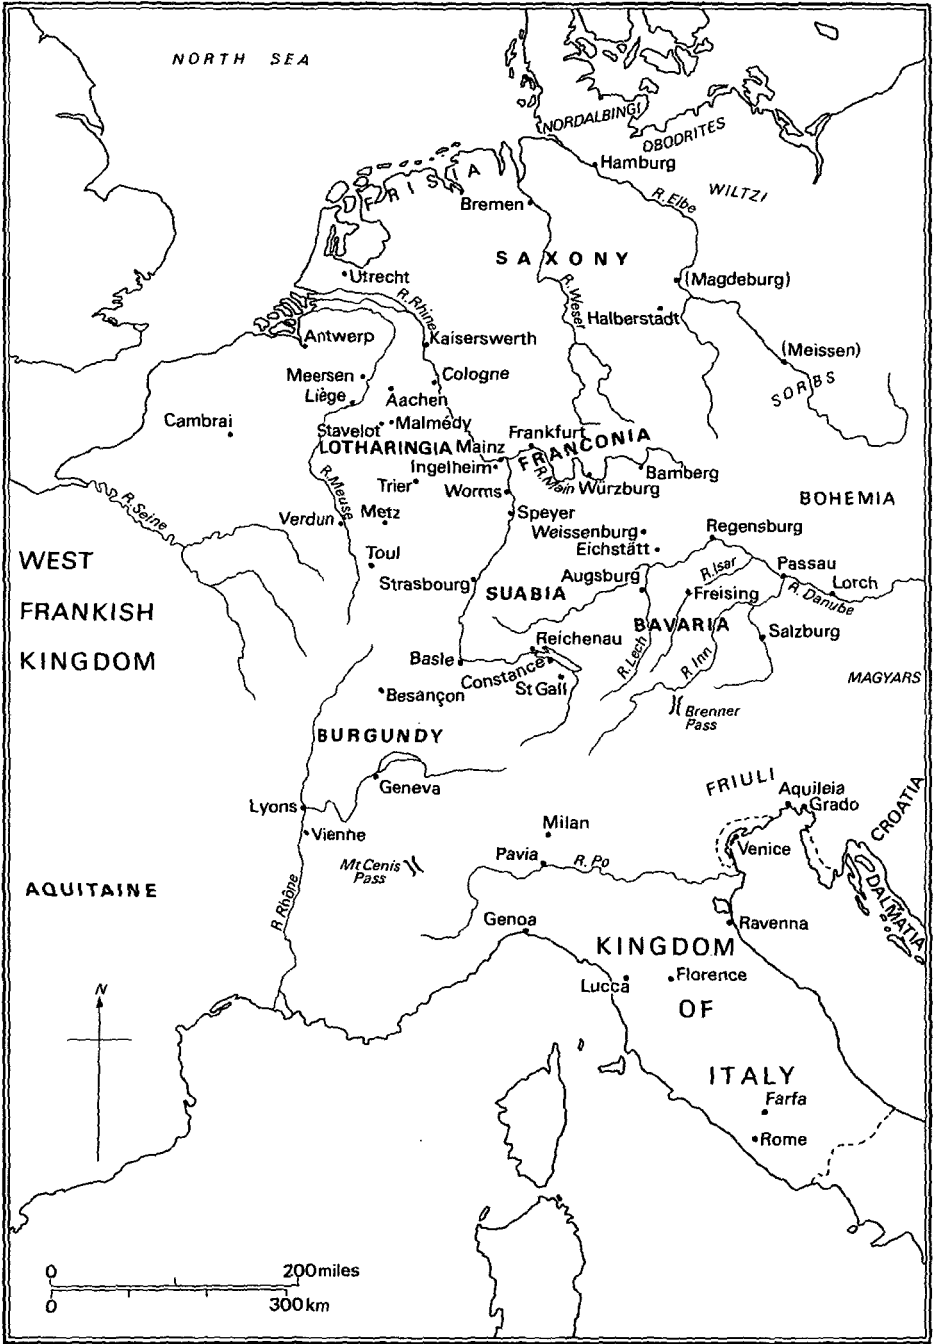 NORTH SEA
NORDALBINGI
OBODRITES
Hamburg
FRISIA
WILTZI
R. Elbe
Bremen
SAXONY
Utrecht
(Magdeburg)
R. Rhine
R. Weser
Halberstadt
Antwerp
Kaiserswerth
(Meissen)
Meersen
Cologne
SORBS
Liège
Aachen
Cambrai
Stavelot
Malmédy
Frankfurt
LOTHARINGIA
Mainz
FRANCONIA
Ingelheim
Bamberg
R. Meuse
Trier
R. Main
Würzburg
Worms
BOHEMIA
R. Seine
Verdun
Metz
Speyer
Regensburg
Weissenburg
Eichstätt
WEST
FRANKISH
KINGDOM
Toul
Passau
Strasbourg
Augsburg
R. Isar
Lorch
SUABIA
Freising
R. Danube
BAVARIA
Salzburg
Reichenau
Basle
Constance
R. Lech
R. Inn
St Gall
MAGYARS
Besançon
Brenner
Pass
BURGUNDY
FRIULI
Geneva
Aquileia
Grado
Lyons
CROATIA
Milan
Vienne
Venice
Pavia
R. Po
Mt Cenis
Pass
AQUITAINE
DALMATIA
R. Rhône
Genoa
Ravenna
KINGDOM
Lucca
Florence
OF
N
ITALY
Farfa
Rome
0 200 miles
0 300 km